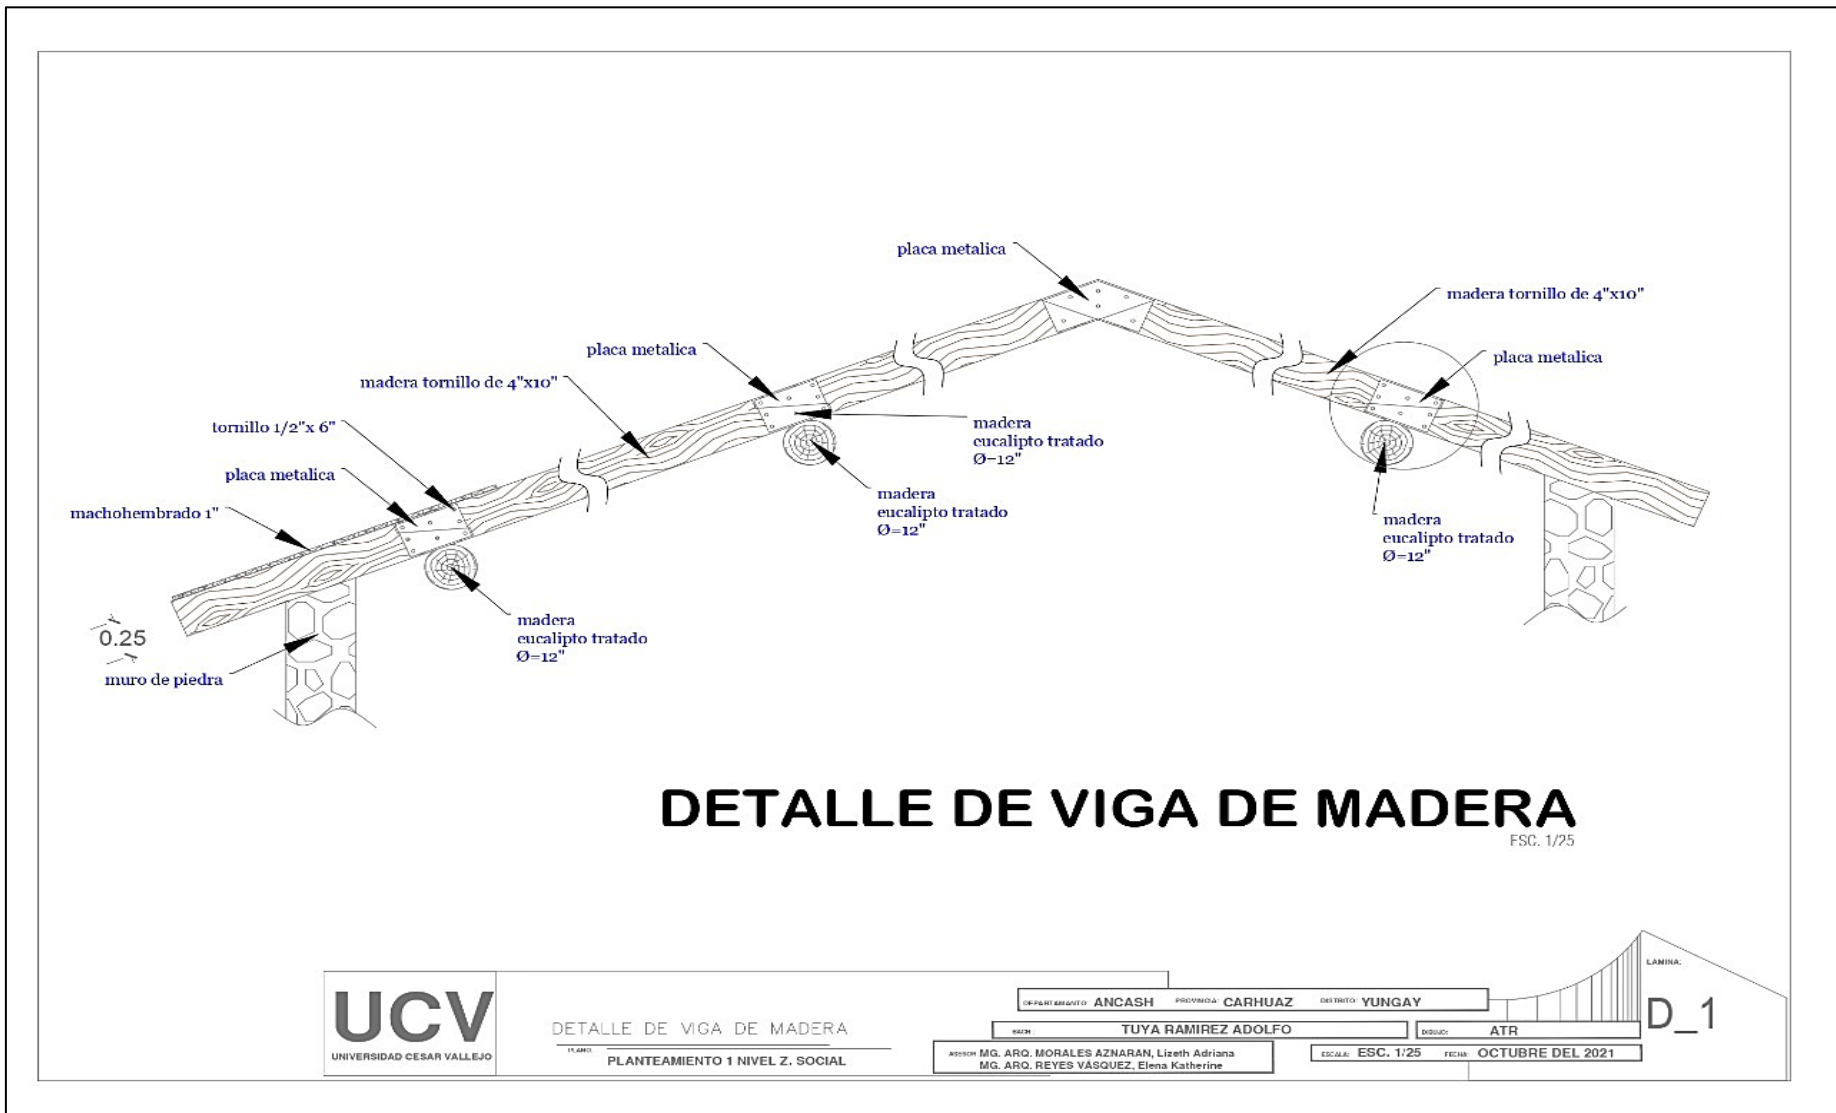 placa metalica
madera tornillo de 4"x10"
placa metalica
placa metalica
madera tornillo de 4"x10"
tornillo 1/2"x 6"
madera
eucalipto tratado
Ø=12"
placa metalica
madera
eucalipto tratado
Ø=12"
machohembrado 1"
madera
eucalipto tratado
Ø=12"
madera
eucalipto tratado
Ø=12"
0.25
muro de piedra
DETALLE DE VIGA DE MADERA
ESC. 1/25
UCV
UNIVERSIDAD CESAR VALLEJO
DETALLE DE VIGA DE MADERA
PLANO:
PLANTEAMIENTO 1 NIVEL Z. SOCIAL
DEPARTAMANTO: ANCASH PROVINCIA: CARHUAZ DISTRITO: YUNGAY
BACH: TUYA RAMIREZ ADOLFO
DIBUJO: ATR
ASESOR: MG. ARQ. MORALES AZNARAN, Lizeth Adriana
MG. ARQ. REYES VÁSQUEZ, Elena Katherine
ESCALA: ESC. 1/25 FECHA: OCTUBRE DEL 2021
LAMINA:
D_1